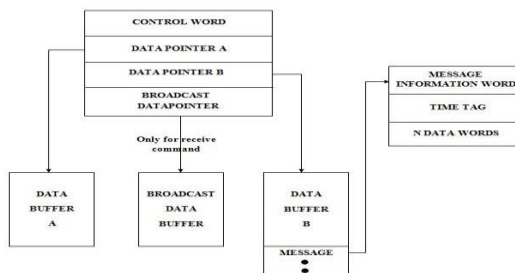 CONTROL WORD
DATA POINTER A
DATA POINTER B
BROADCAST
DATAPOINTER
Only for receive
command
DATA
BUFFER
A
BROADCAST
DATA
BUFFER
DATA
BUFFER
B
MESSAGE
MESSAGE
INFORMATION WORD
TIME TAG
N DATA WORDS